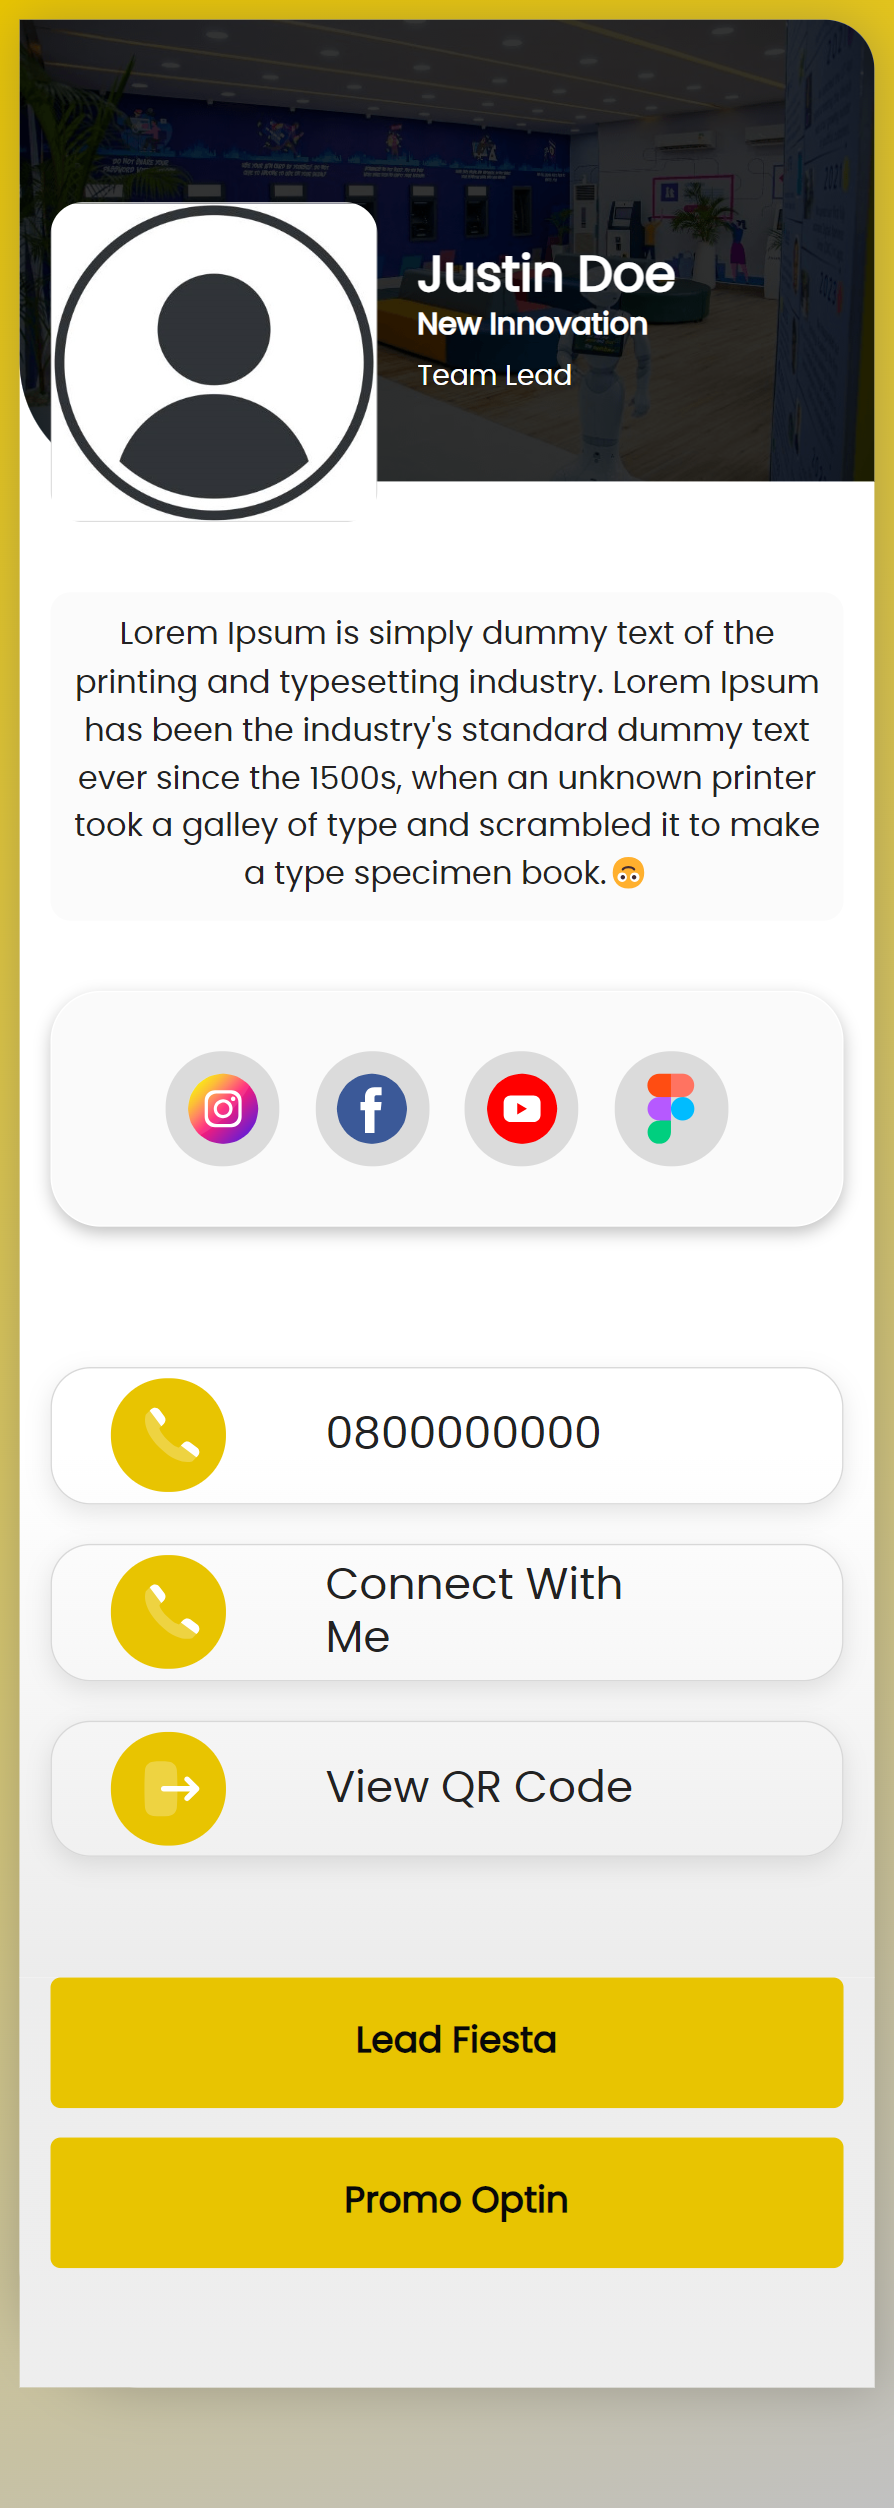 Justin Doe
New Innovation
Team Lead
Lorem Ipsum is simply dummy text of the
printing and typesetting industry. Lorem Ipsum
has been the industry's standard dummy text
ever since the 1500s, when an unknown printer
took a galley of type and scrambled it to make
a type specimen book. 🙃
0800000000
Connect With
Me
View QR Code
Lead Fiesta
Promo Optin